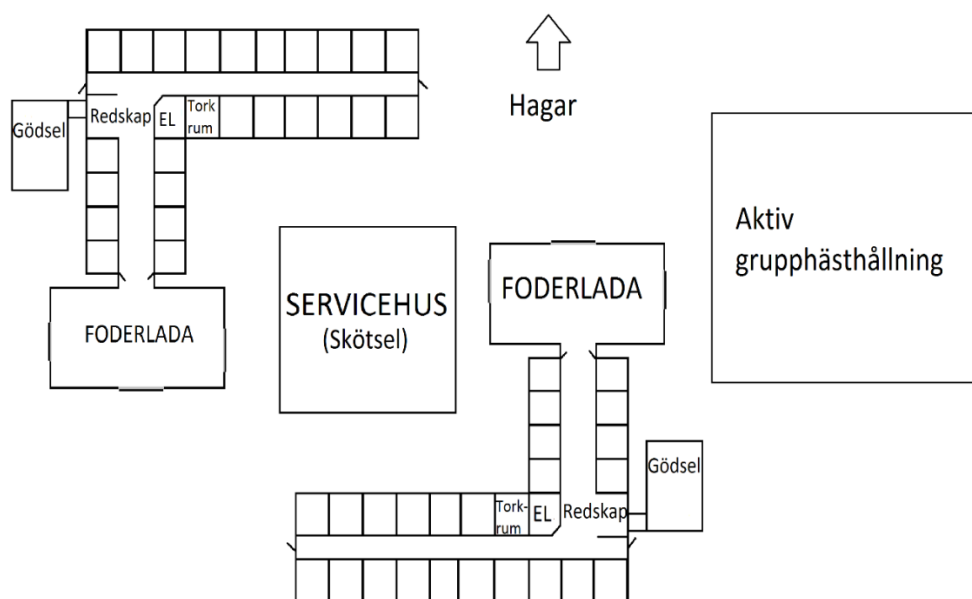 Hagar
Gödsel
Redskap
EL
Tork
rum
FODERLADA
SERVICEHUS
(Skötsel)
FODERLADA
Aktiv
grupphästhållning
Gödsel
Tork-
rum
EL
Redskap